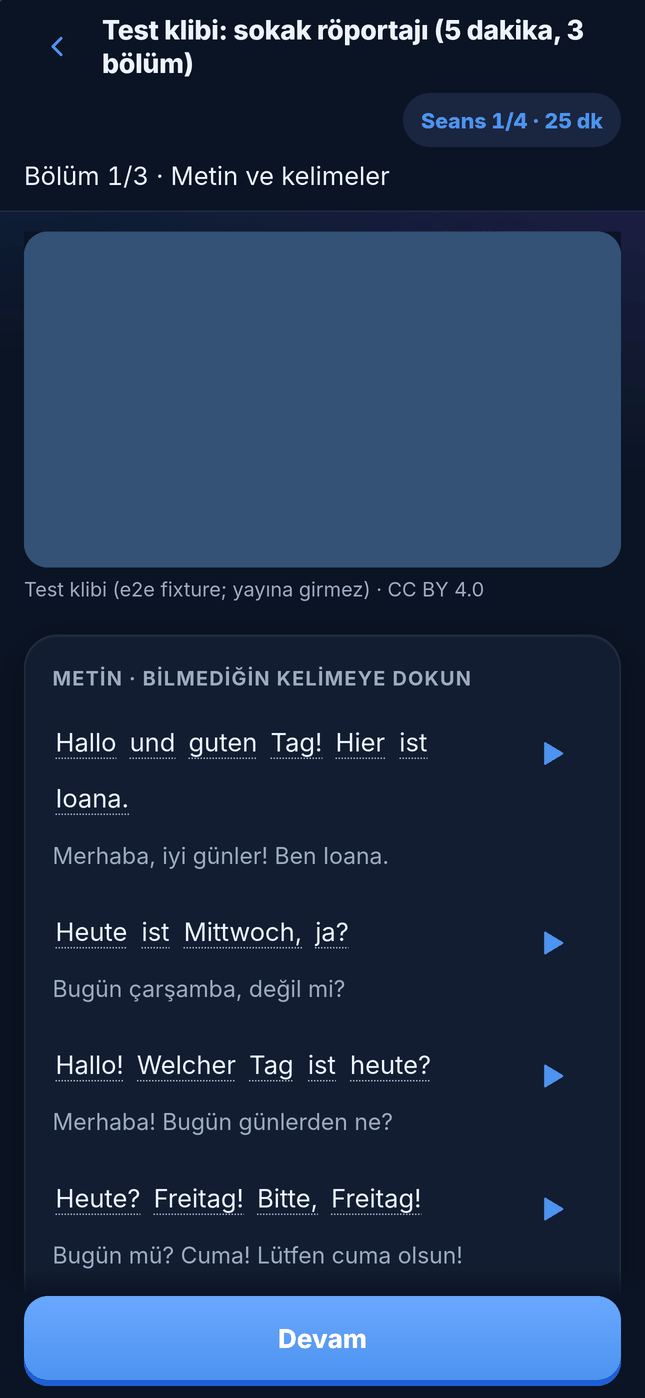 Test klibi: sokak röportajı (5 dakika, 3
bölüm)
Seans 1/4 · 25 dk
Bölüm 1/3 · Metin ve kelimeler
Test klibi (e2e fixture; yayına girmez) · CC BY 4.0
METİN · BİLMEDİĞİN KELİMEYE DOKUN
Hallo und guten Tag! Hier ist
Ioana.
Merhaba, iyi günler! Ben Ioana.
Heute ist Mittwoch, ja?
Bugün çarşamba, değil mi?
Hallo! Welcher Tag ist heute?
Merhaba! Bugün günlerden ne?
Heute? Freitag! Bitte, Freitag!
Bugün mü? Cuma! Lütfen cuma olsun!
Devam